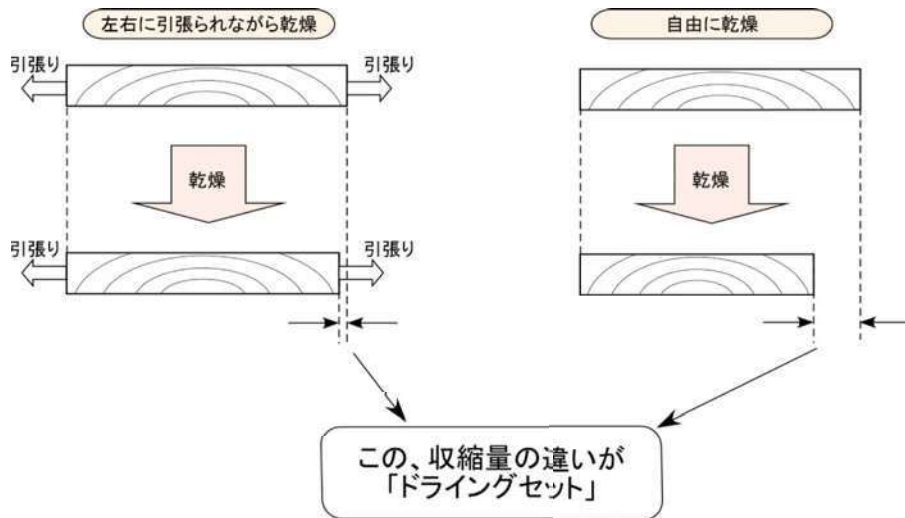 左右に引張られながら乾燥
自由に乾燥
引張り
引張り
乾燥
乾燥
引張り
引張り
この、収縮量の違いが
「ドライングセット」